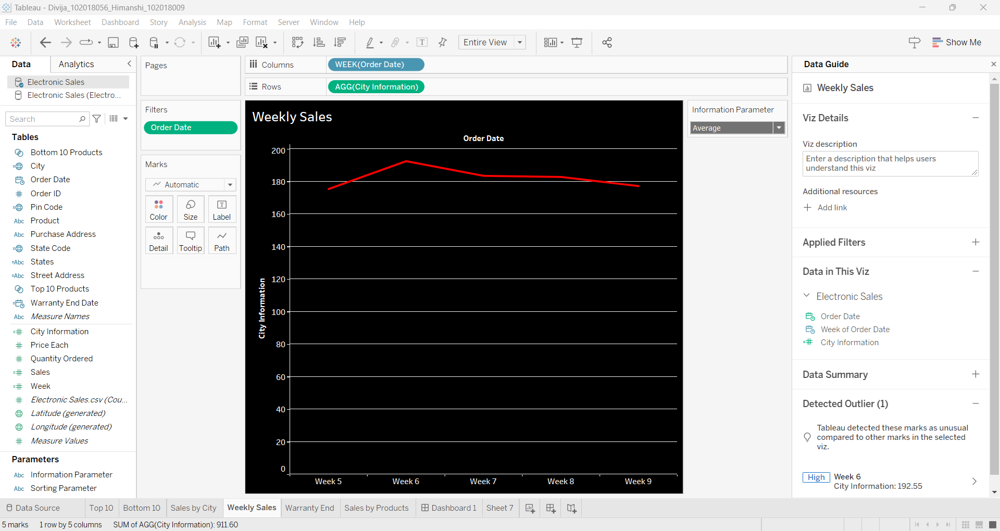 Tableau - Divija_102018056_Himanshi_102018009
File Data Worksheet Dashboard Story Analysis Map Format Server Window Help
Entire View
Show Me
Data Analytics
Electronic Sales
Electronic Sales (Electro...
Search
Tables
Bottom 10 Products
City
Order Date
Order ID
Pin Code
Abc Product
Abc Purchase Address
State Code
=Abc States
=Abc Street Address
Top 10 Products
Warranty End Date
Abc Measure Names
City Information
Price Each
Quantity Ordered
Sales
Week
Electronic Sales.csv (Cou...
Latitude (generated)
Longitude (generated)
Measure Values
Parameters
Abc Information Parameter
Abc Sorting Parameter
Pages
Filters
Order Date
Marks
Automatic
Color Size Label
Detail Tooltip Path
Columns WEEK(Order Date)
Rows AGG(City Information)
Weekly Sales
Order Date
City Information
200
180
160
140
120
100
80
60
40
20
0
Week 5 Week 6 Week 7 Week 8 Week 9
Information Parameter
Average
Data Guide
Weekly Sales
Viz Details
Viz description
Enter a description that helps users
understand this viz
Additional resources
Add link
Applied Filters
Data in This Viz
Electronic Sales
Order Date
Week of Order Date
City Information
Data Summary
Detected Outlier (1)
Tableau detected these marks as unusual
compared to other marks in the selected
viz.
High Week 6
City Information: 192.55
Data Source Top 10 Bottom 10 Sales by City Weekly Sales Warranty End Sales by Products Dashboard 1 Sheet 7
5 marks 1 row by 5 columns SUM of AGG(City Information): 911.60